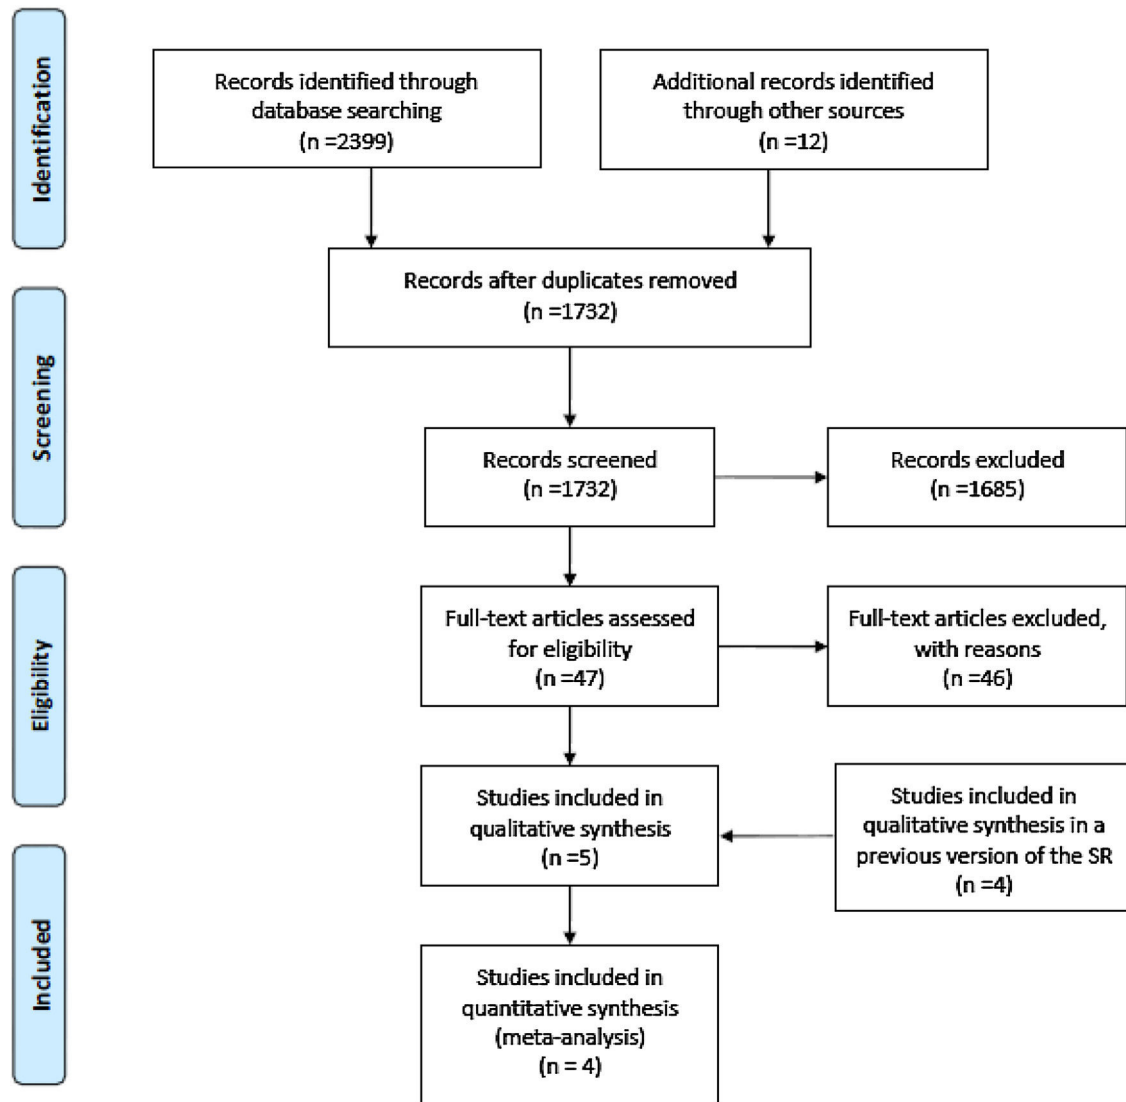 Identification
Records identified through
database searching
(n =2399)
Additional records identified
through other sources
(n =12)
Records after duplicates removed
(n =1732)
Screening
Records screened
(n =1732)
Records excluded
(n =1685)
Eligibility
Full-text articles assessed
for eligibility
(n =47)
Full-text articles excluded,
with reasons
(n =46)
Studies included in
qualitative synthesis
(n =5)
Studies included in
qualitative synthesis in a
previous version of the SR
(n =4)
Included
Studies included in
quantitative synthesis
(meta-analysis)
(n = 4)